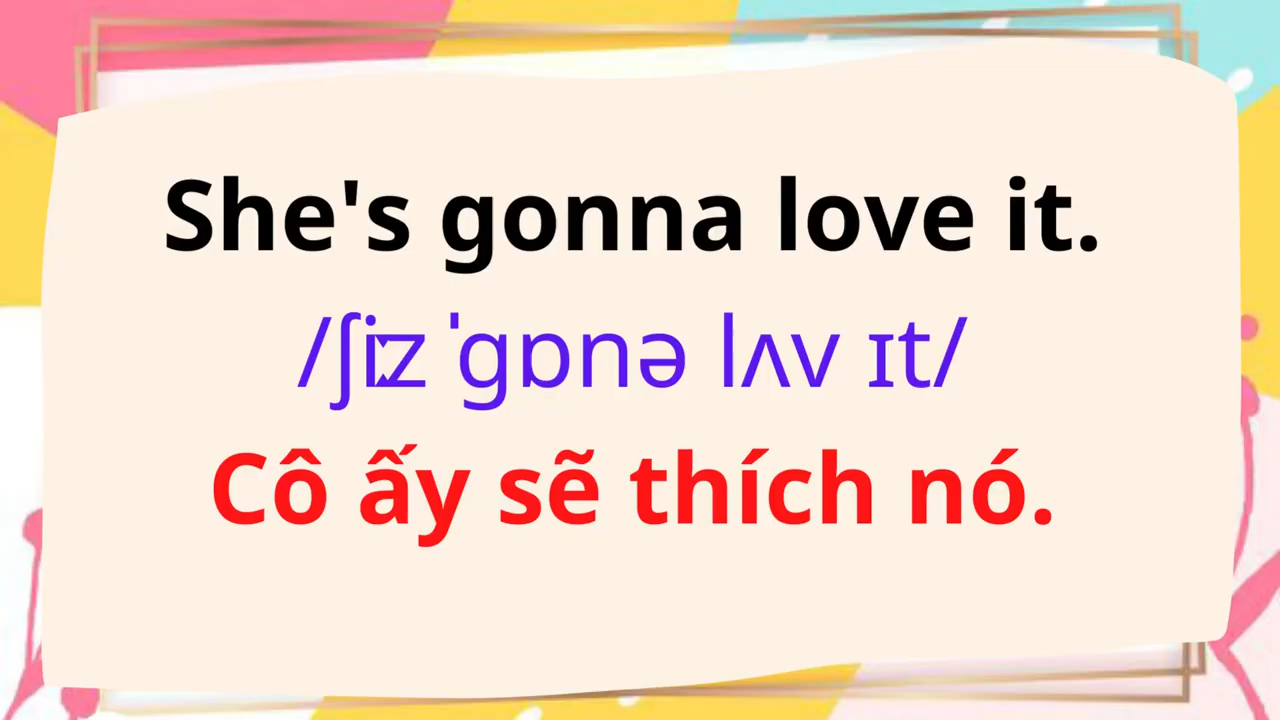 She's gonna love it.
/ʃiːz ˈɡɒnə lʌv ɪt/
Cô ấy sẽ thích nó.